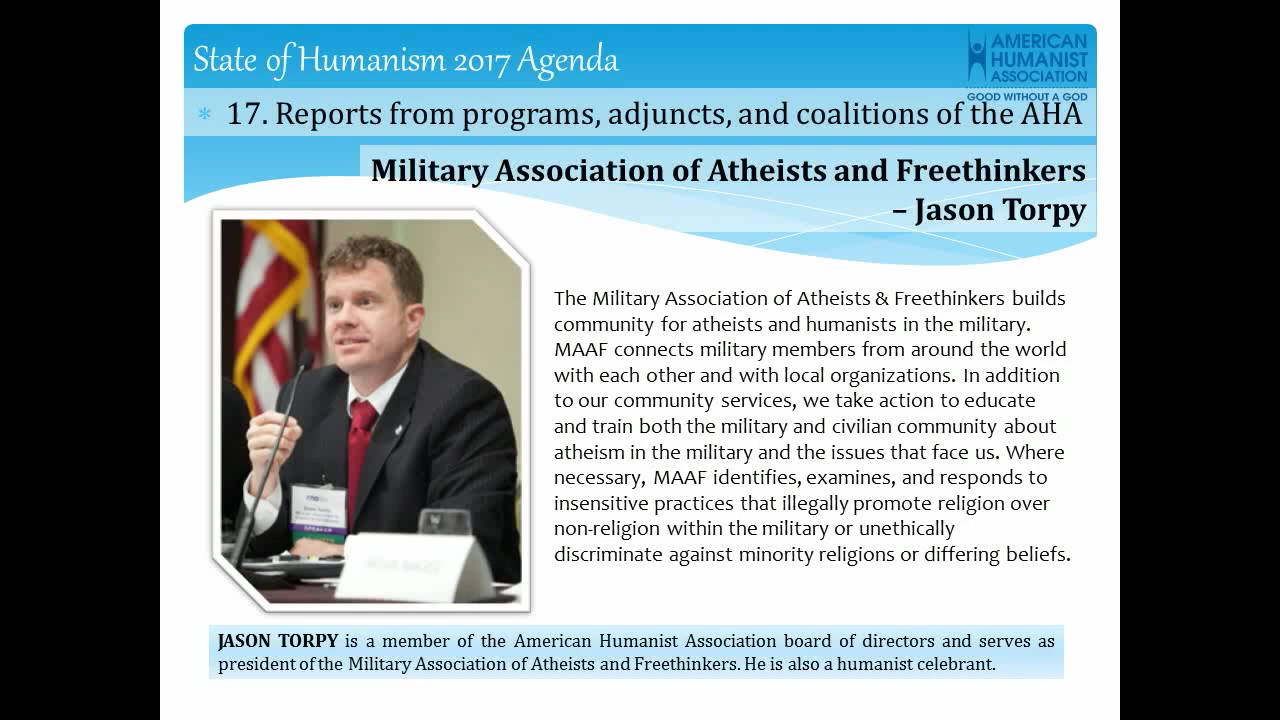 State of Humanism 2017 Agenda
AMERICAN
HUMANIST
ASSOCIATION
GOOD WITHOUT A GOD
* 17. Reports from programs, adjuncts, and coalitions of the AHA
Military Association of Atheists and Freethinkers
– Jason Torpy
The Military Association of Atheists & Freethinkers builds
community for atheists and humanists in the military.
MAAF connects military members from around the world
with each other and with local organizations. In addition
to our community services, we take action to educate
and train both the military and civilian community about
atheism in the military and the issues that face us. Where
necessary, MAAF identifies, examines, and responds to
insensitive practices that illegally promote religion over
non-religion within the military or unethically
discriminate against minority religions or differing beliefs.
SPEAKER
JASON TORPY is a member of the American Humanist Association board of directors and serves as
president of the Military Association of Atheists and Freethinkers. He is also a humanist celebrant.